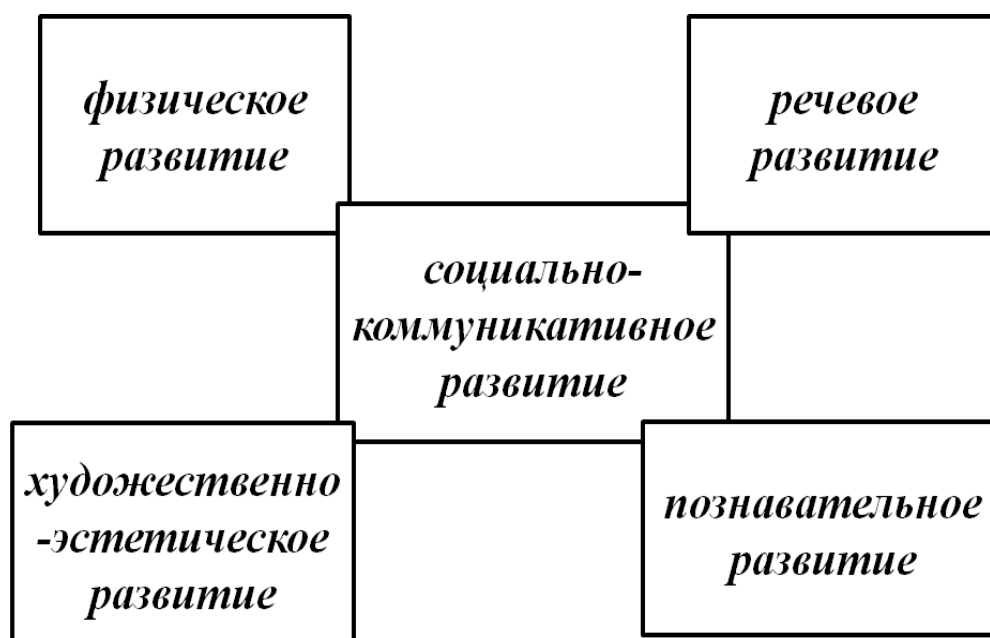 физическое
развитие
речевое
развитие
социально-
коммуникативное
развитие
художественно
-эстетическое
развитие
познавательное
развитие